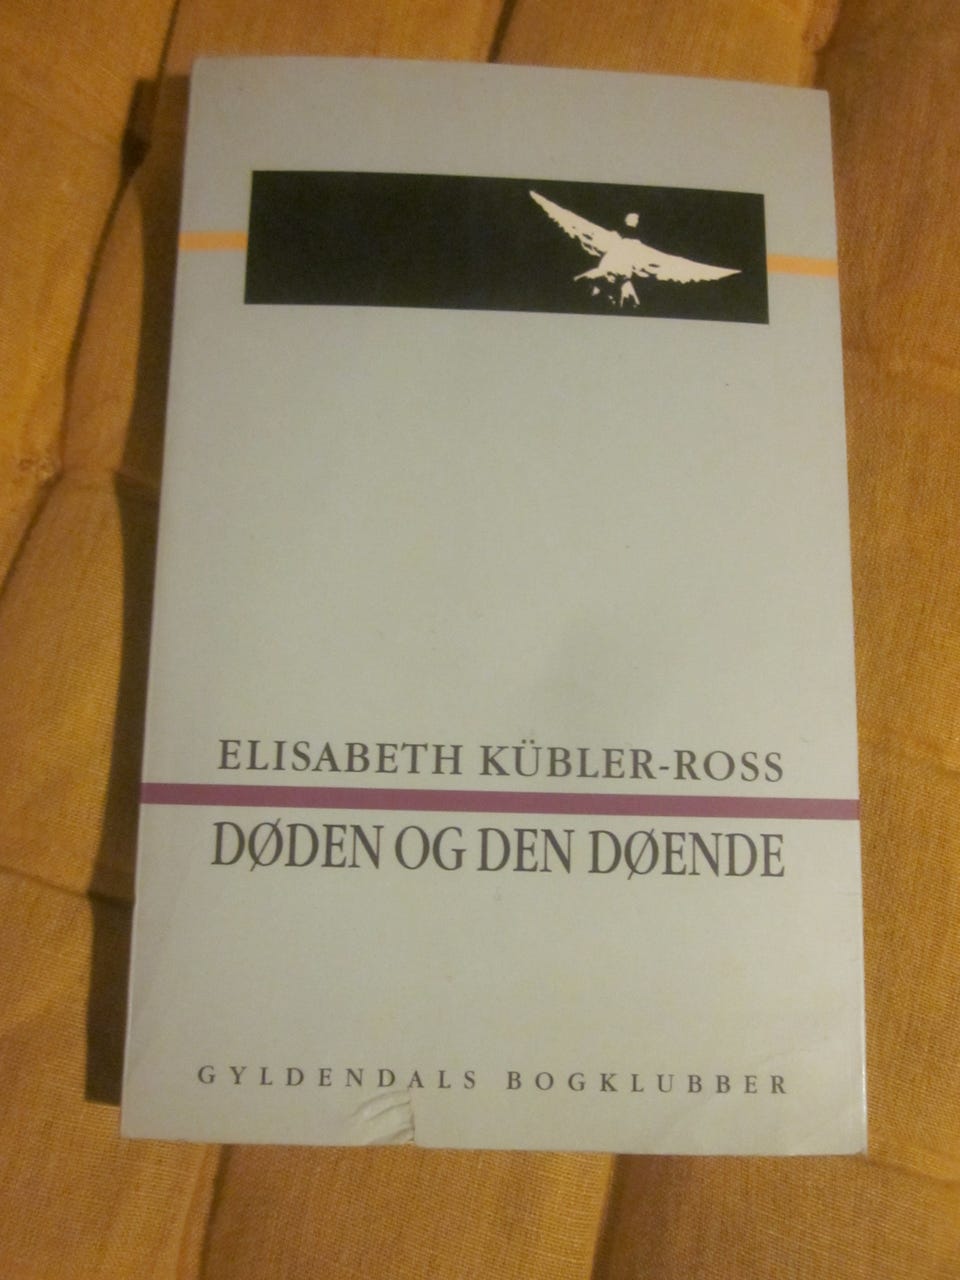 ELISABETH KÜBLER-ROSS
DØDEN OG DEN DØENDE
GYLDENDALS BOGKLUBBER